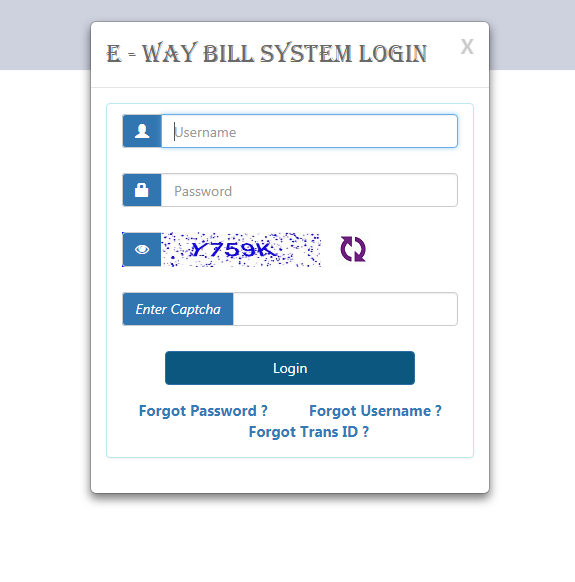 E - WAY BILL SYSTEM LOGIN
X
Username
Password
Y759K
Enter Captcha
Login
Forgot Password ? Forgot Username ?
Forgot Trans ID ?